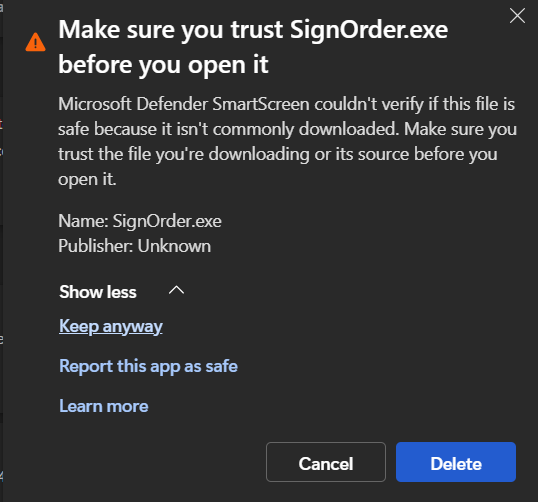 Make sure you trust SignOrder.exe
before you open it
Microsoft Defender SmartScreen couldn't verify if this file is
safe because it isn't commonly downloaded. Make sure you
trust the file you're downloading or its source before you
open it.
Name: SignOrder.exe
Publisher: Unknown
Show less
Keep anyway
Report this app as safe
Learn more
Cancel
Delete